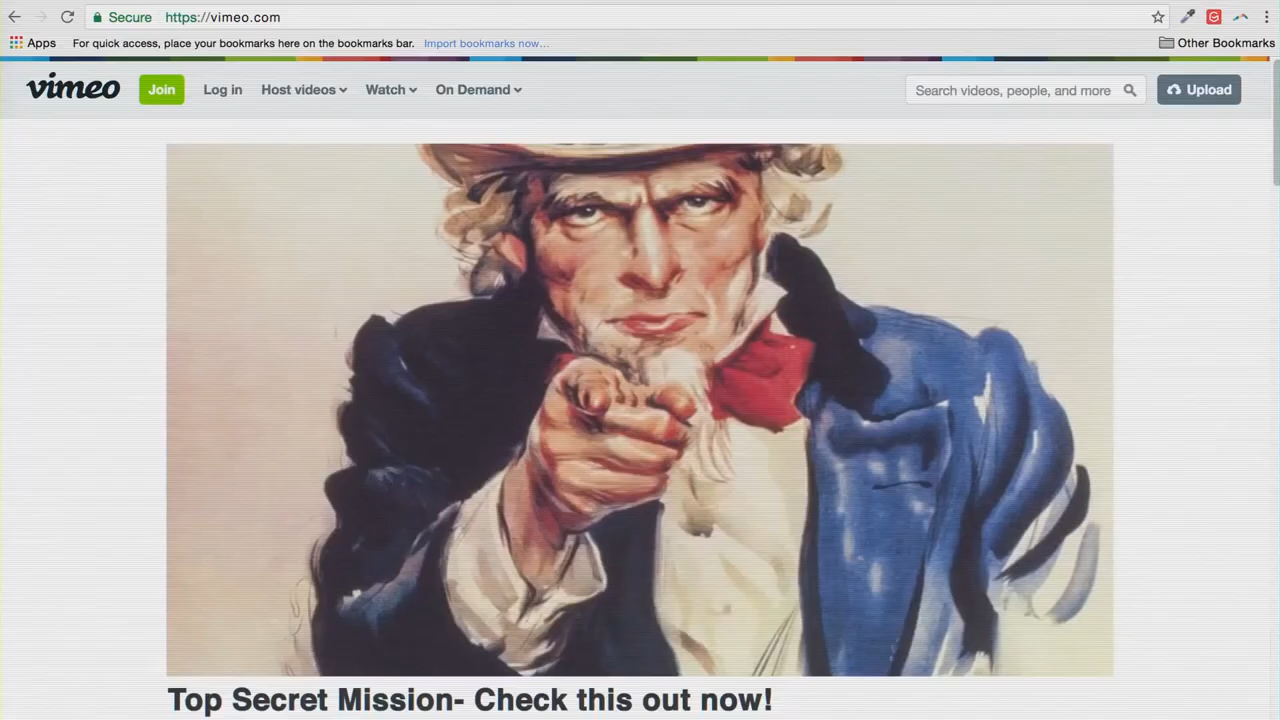 Secure https://vimeo.com
Apps For quick access, place your bookmarks here on the bookmarks bar. Import bookmarks now... Other Bookmarks
vimeo Join Log in Host videos Watch On Demand Search videos, people, and more Upload
Top Secret Mission- Check this out now!